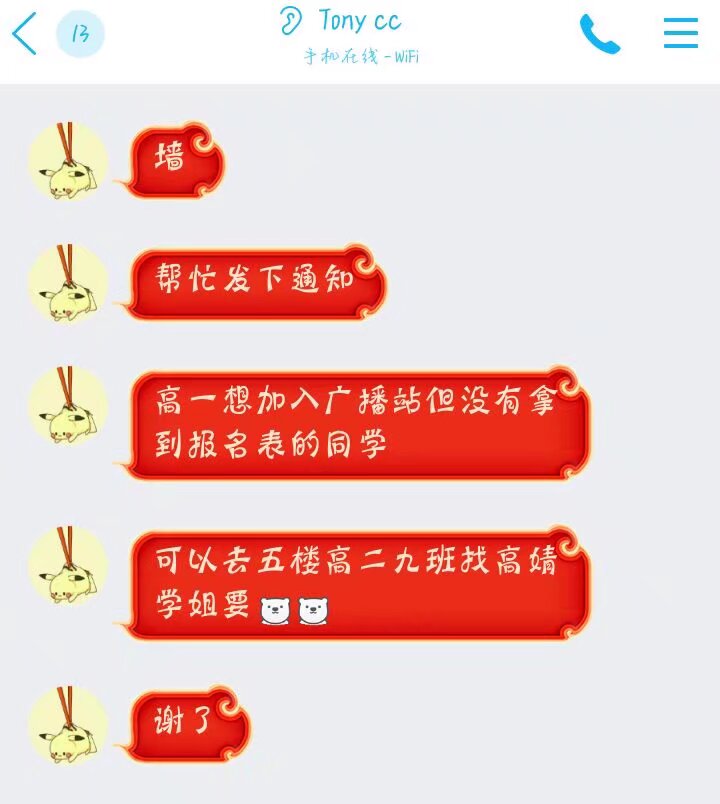 13
Tony cc
手机在线-WiFi
墙
帮忙发下通知
高一想加入广播站但没有拿
到报名表的同学
可以去五楼高二九班找高婧
学姐要
谢了